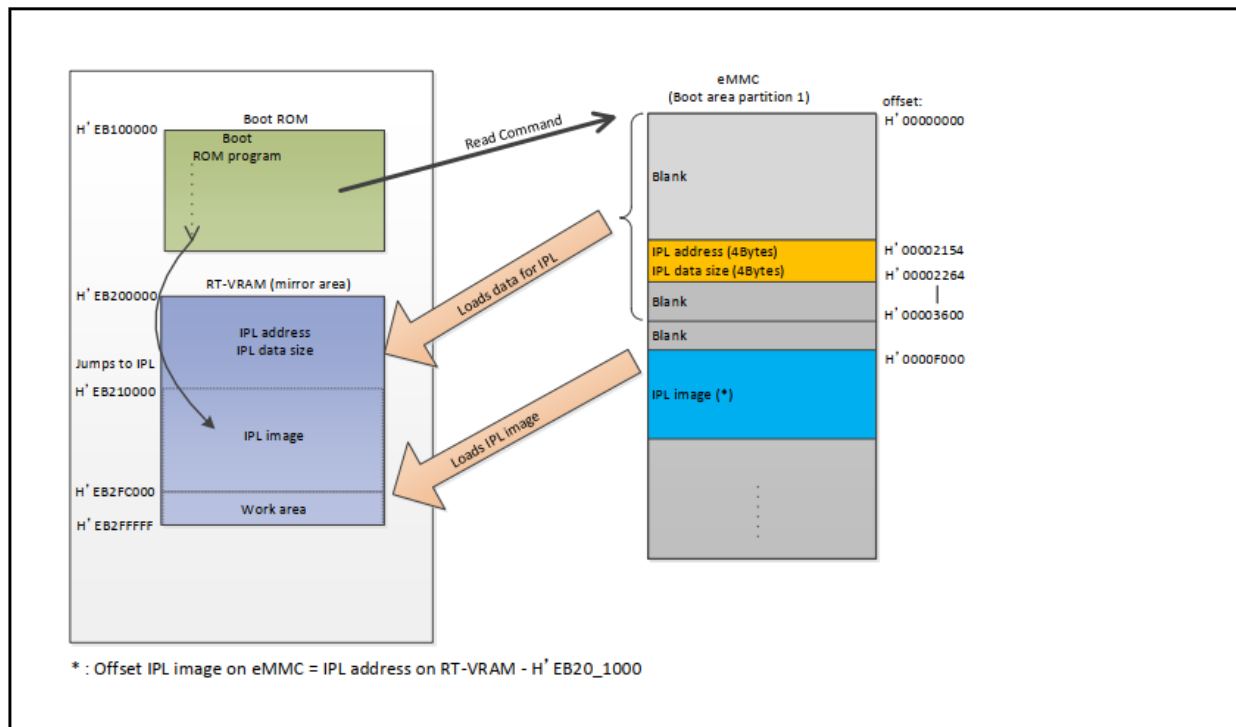 Boot ROM
H' EB100000
Boot
ROM program
RT-VRAM (mirror area)
H' EB200000
IPL address
IPL data size
Jumps to IPL
H' EB210000
IPL image
H' EB2FC000
Work area
H' EB2FFFFF
Read Command
Loads data for IPL
Loads IPL image
eMMC
(Boot area partition 1)
offset:
H' 00000000
Blank
IPL address (4Bytes)
H' 00002154
IPL data size (4Bytes)
H' 00002264
Blank
H' 00003600
Blank
H' 0000F000
IPL image (*)
* : Offset IPL image on eMMC = IPL address on RT-VRAM - H' EB20_1000